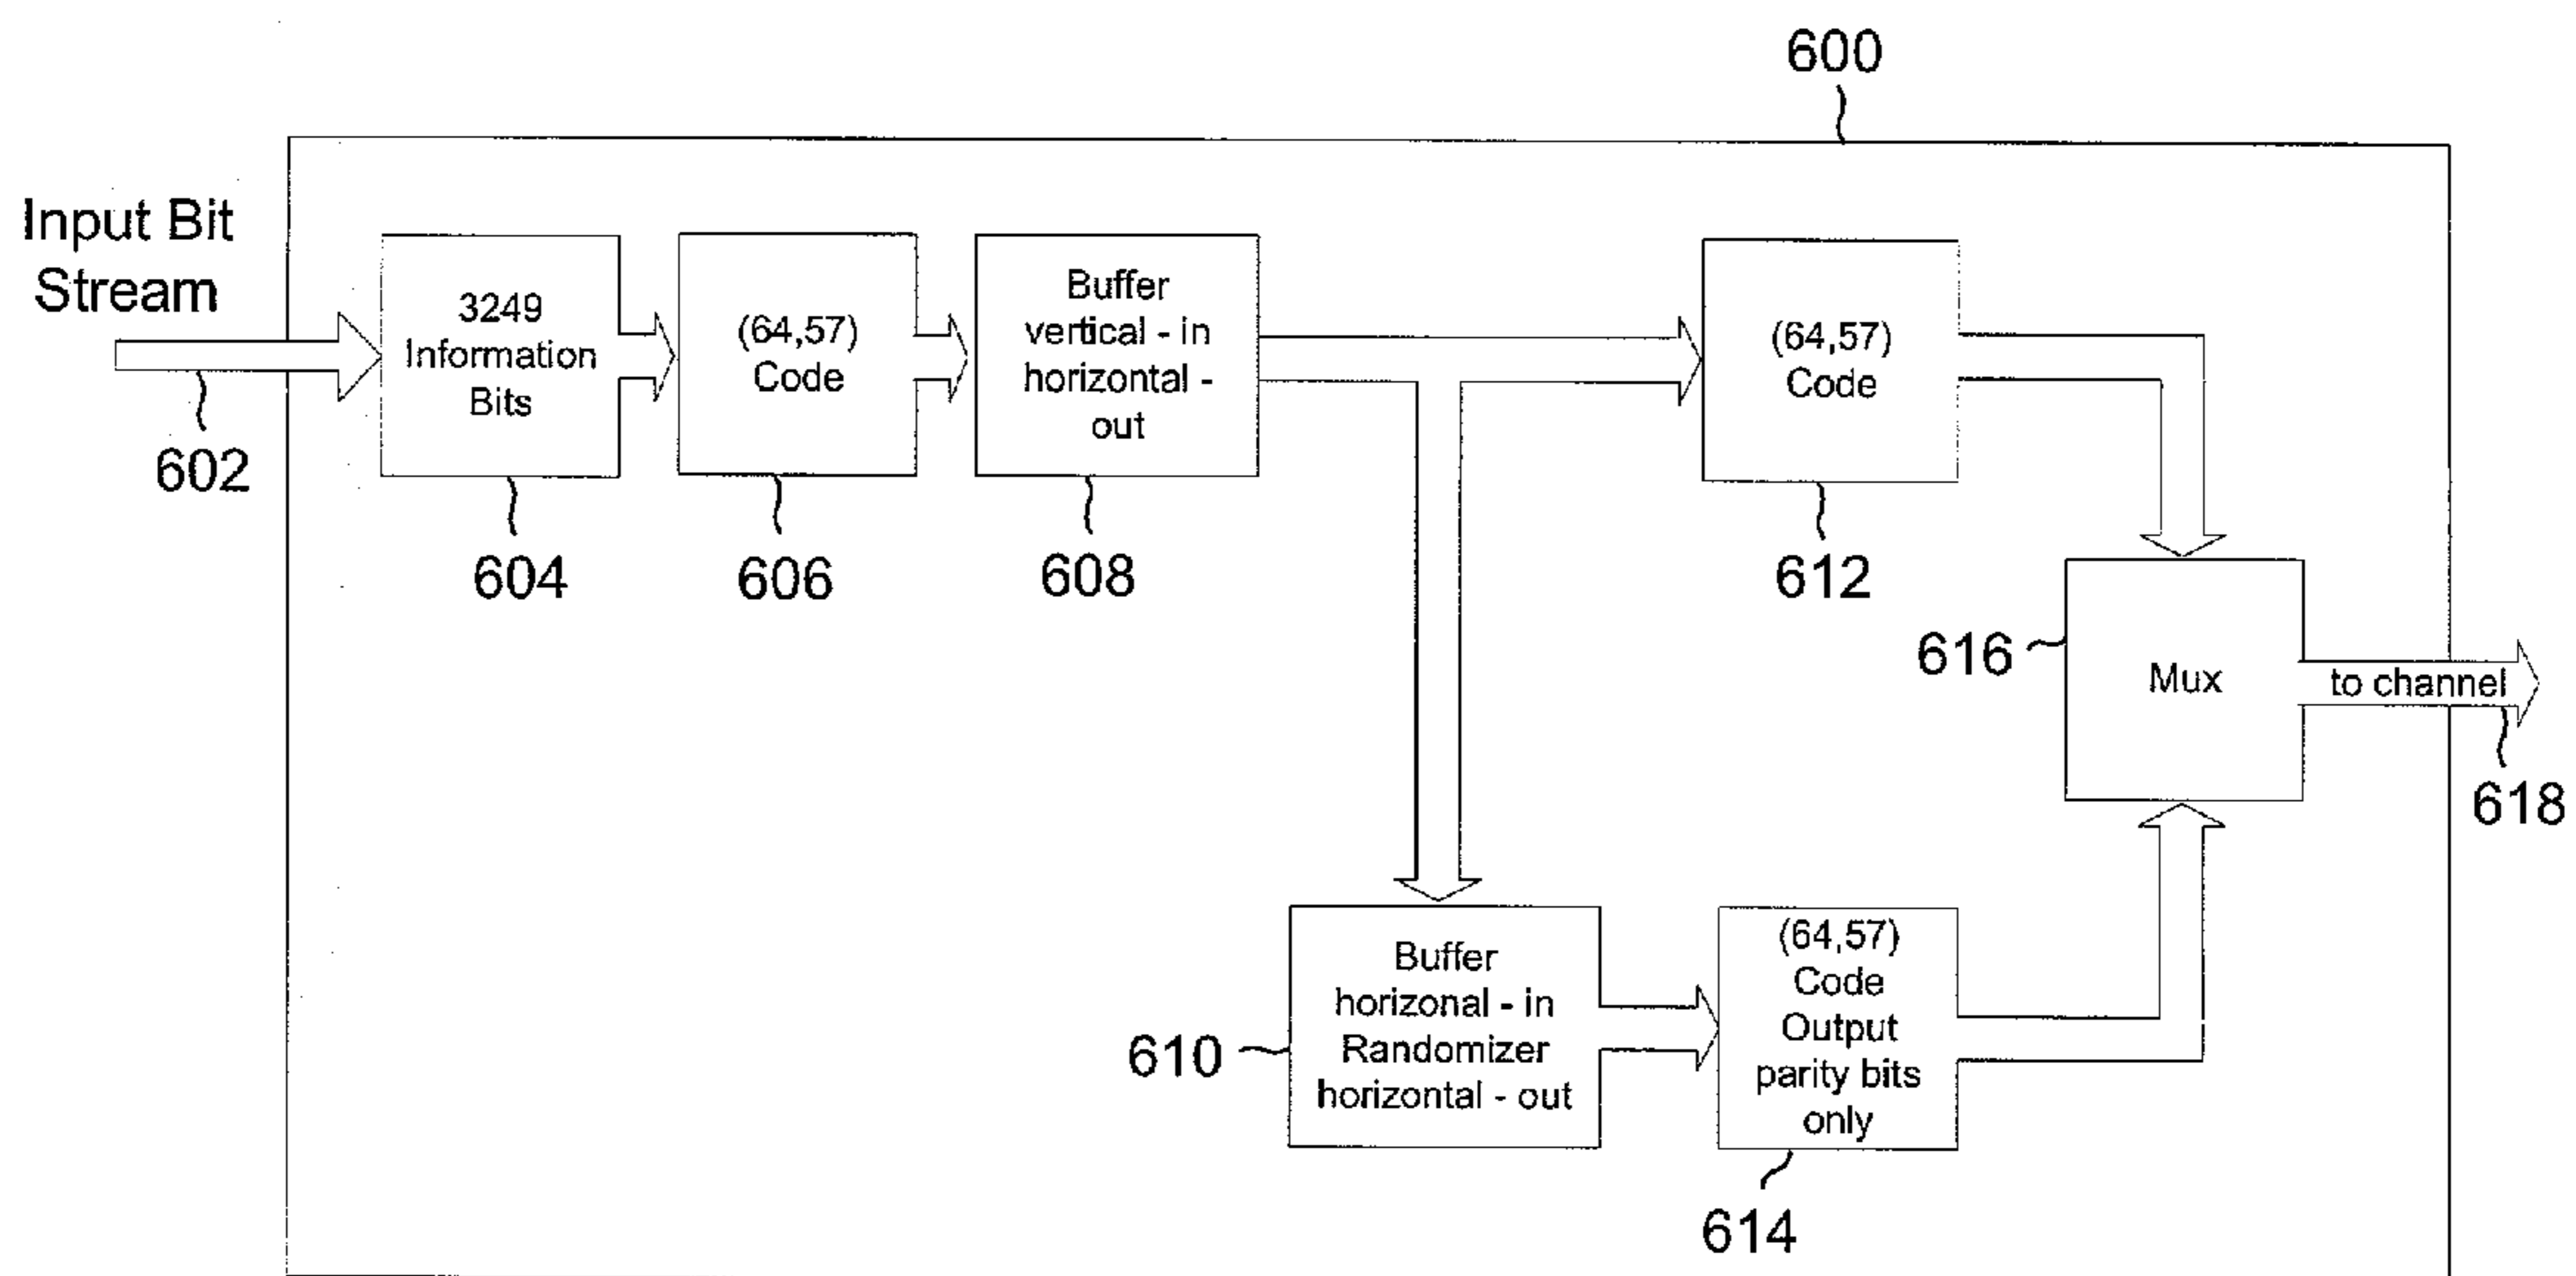 600
Input Bit
Stream
602
3249
Information
Bits
604
(64,57)
Code
606
Buffer
vertical - in
horizontal -
out
608
(64,57)
Code
612
616
Mux
to channel
618
Buffer
horizonal - in
Randomizer
horizontal - out
610
(64,57)
Code
Output
parity bits
only
614